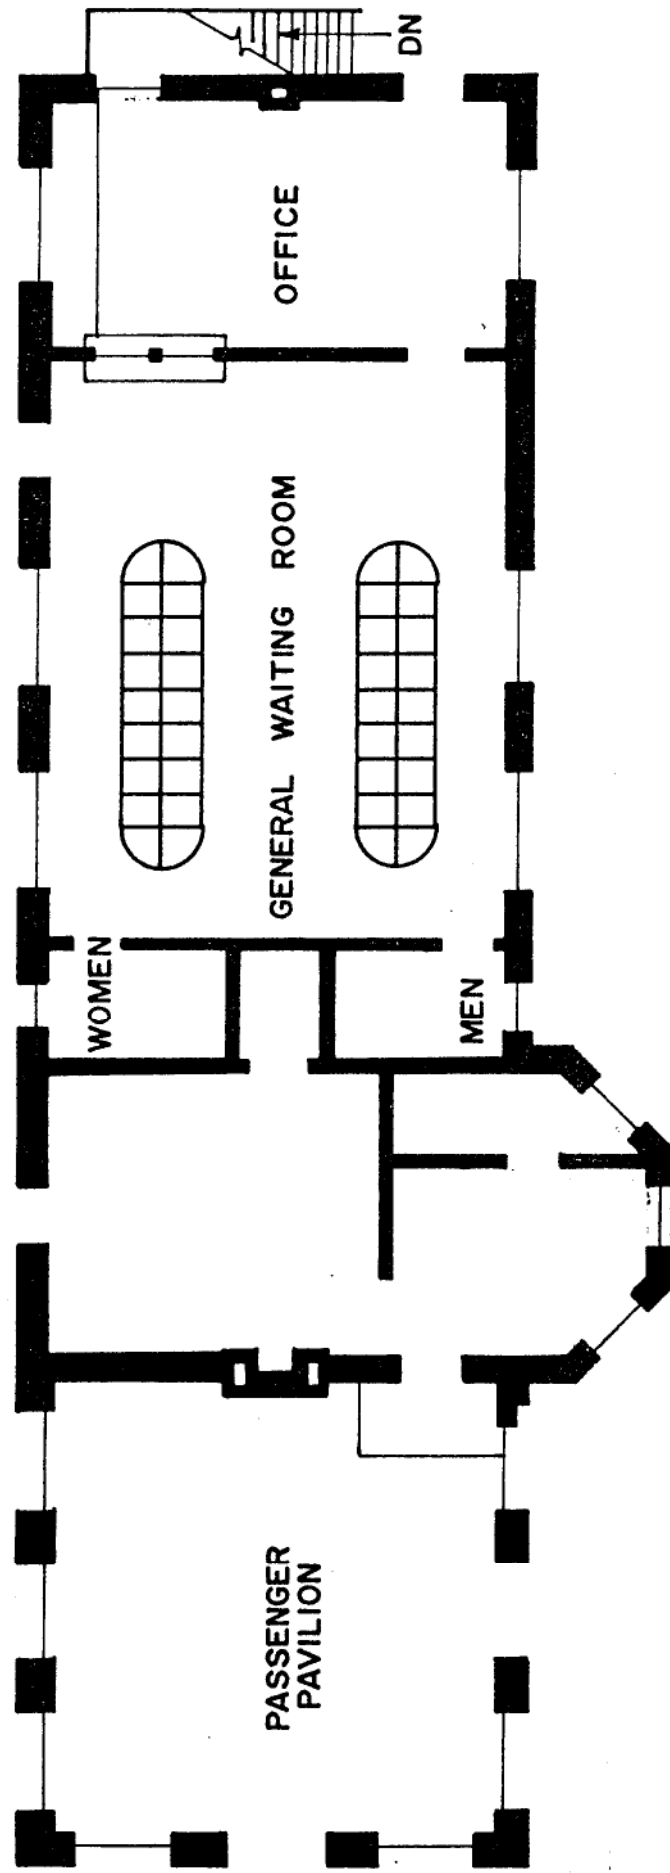 DN
OFFICE
GENERAL WAITING ROOM
WOMEN
MEN
PASSENGER
PAVILION